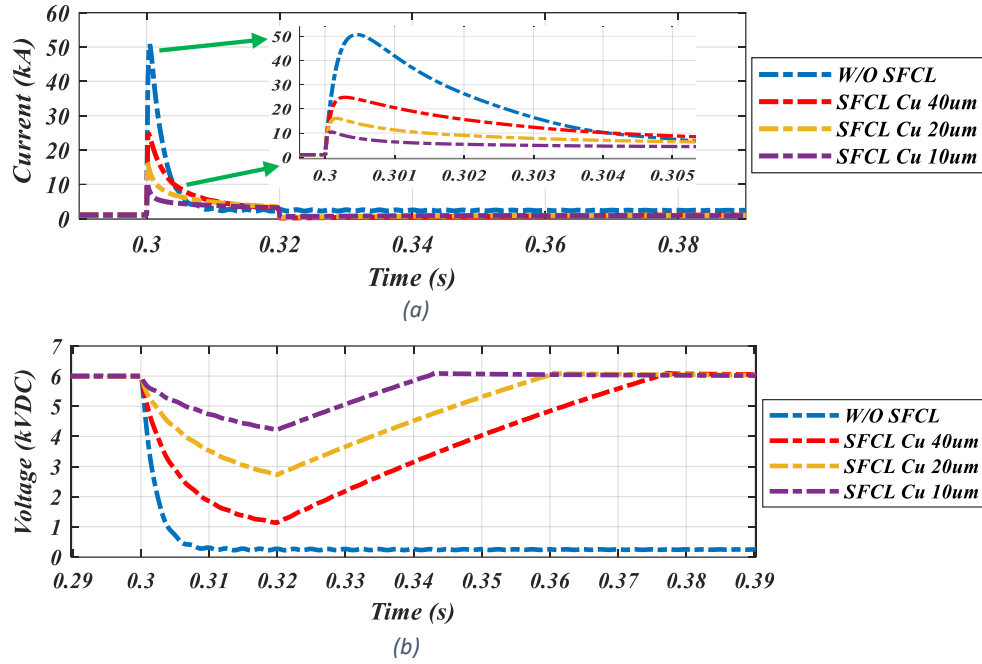 60
50
40
30
20
10
0
Current (kA)
50
40
30
20
10
0
0.3 0.301 0.302 0.303 0.304 0.305
0.3 0.32 0.34 0.36 0.38
Time (s)
W/O SFCL
SFCL Cu 40um
SFCL Cu 20um
SFCL Cu 10um
(a)
7
6
5
4
3
2
1
0
Voltage (kVDC)
0.29 0.3 0.31 0.32 0.33 0.34 0.35 0.36 0.37 0.38 0.39
Time (s)
W/O SFCL
SFCL Cu 40um
SFCL Cu 20um
SFCL Cu 10um
(b)